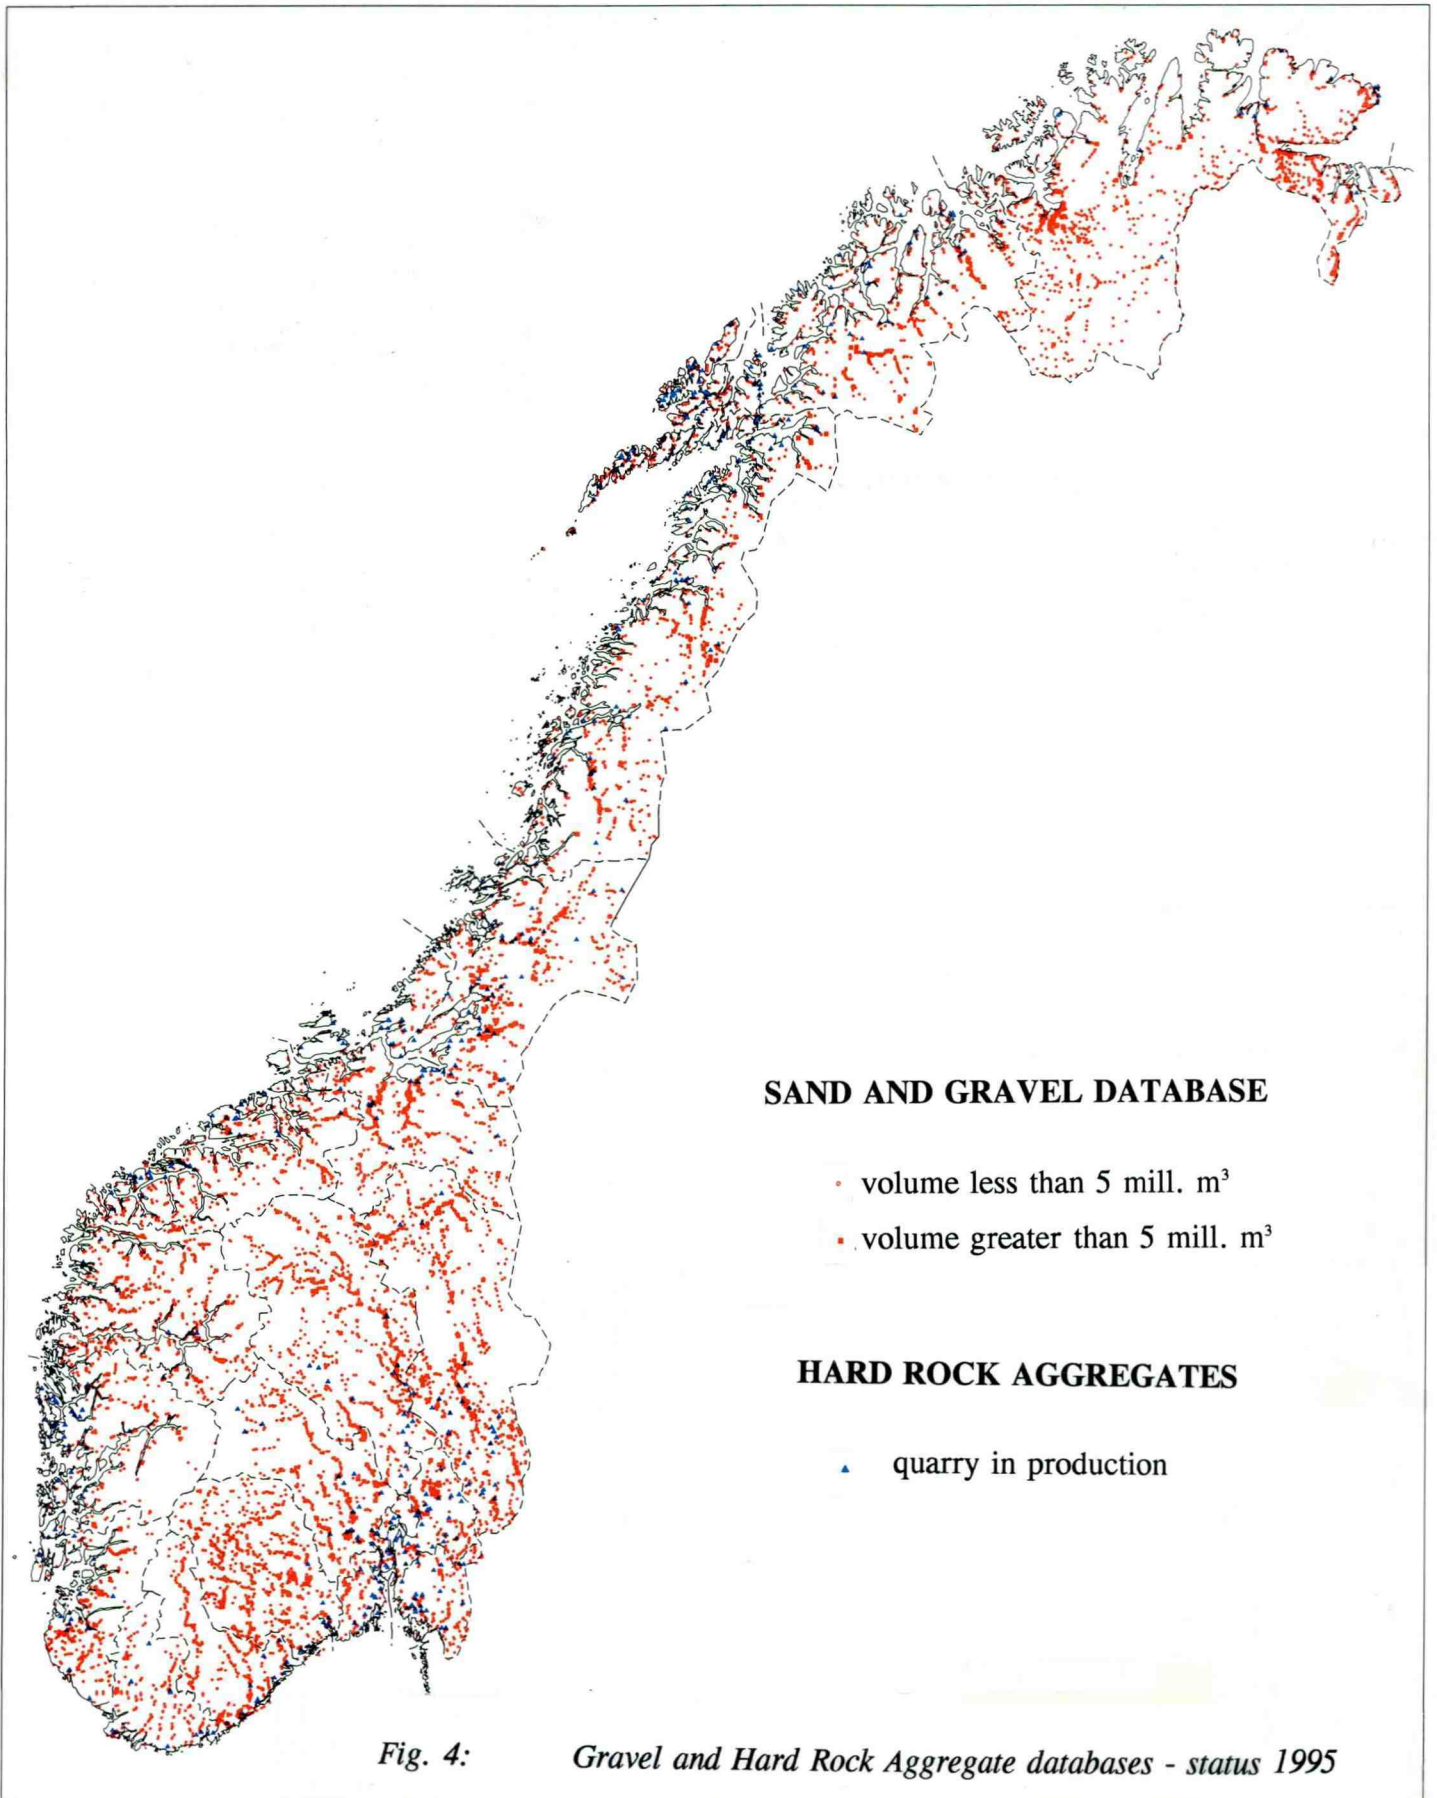 SAND AND GRAVEL DATABASE
volume less than 5 mill. m³
volume greater than 5 mill. m³
HARD ROCK AGGREGATES
quarry in production
Fig. 4: Gravel and Hard Rock Aggregate databases - status 1995